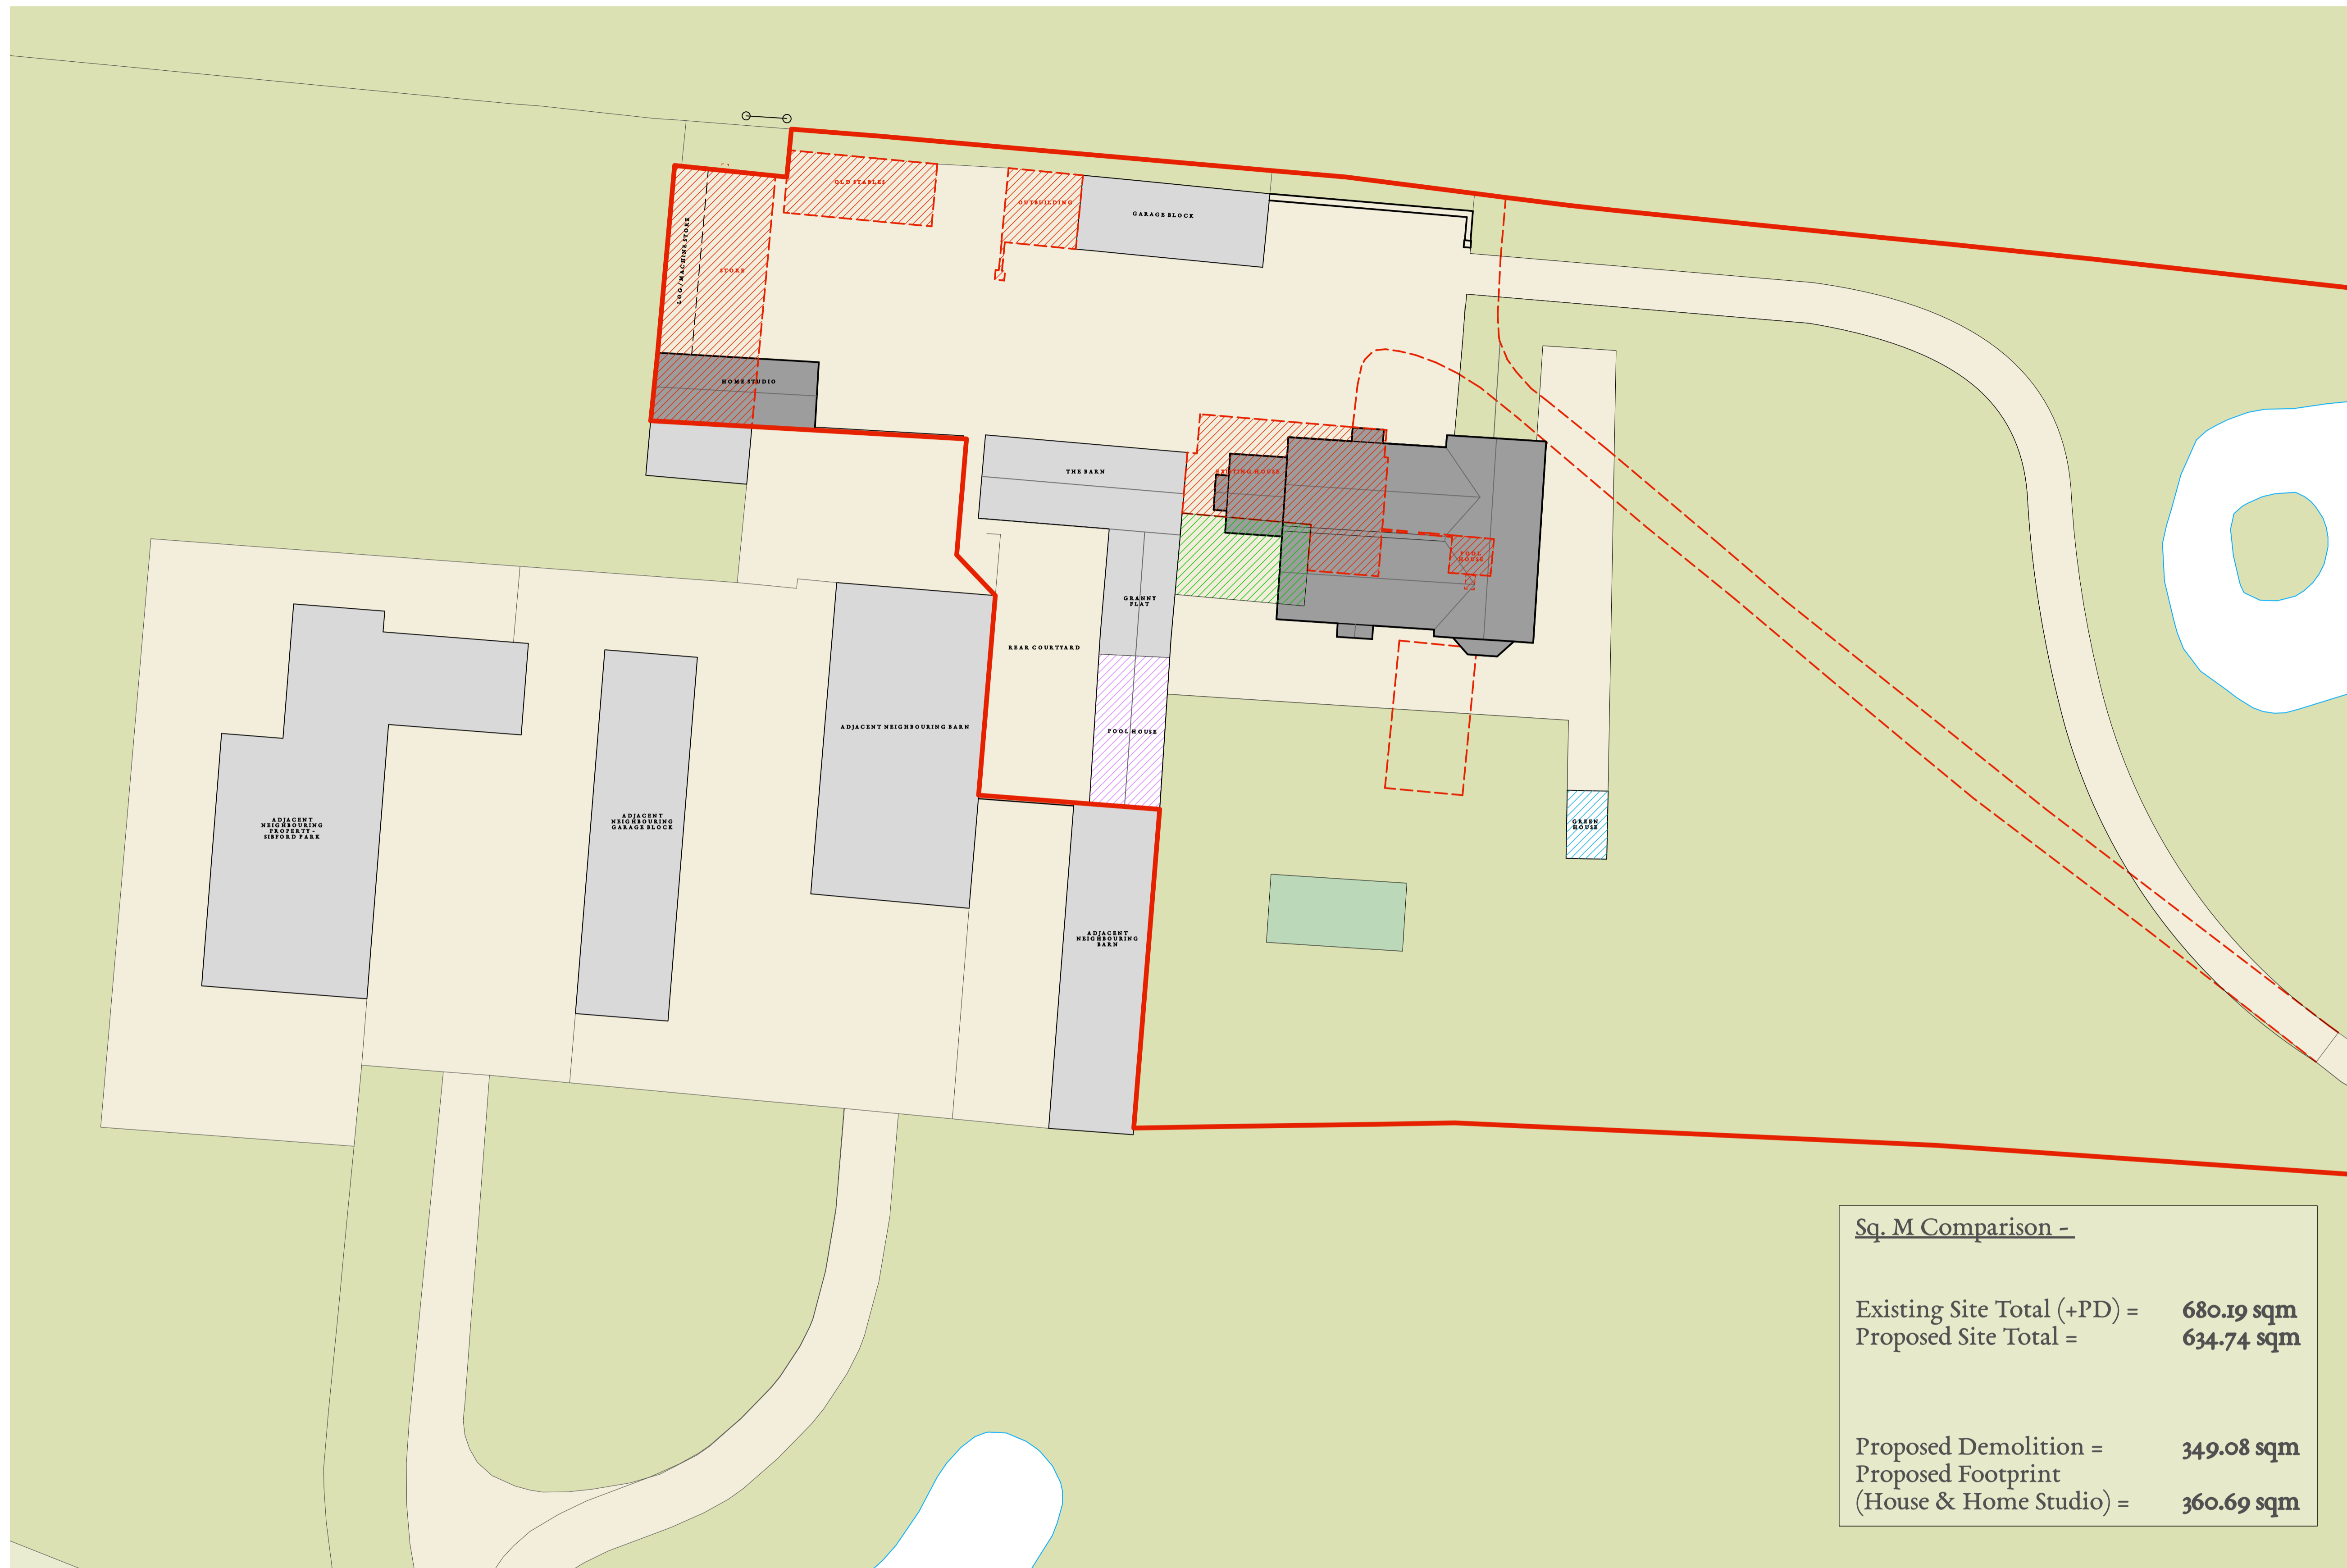 OLD STABLES
OUTBUILDING
GARAGE BLOCK
LOG / MACHINE STORE
STORE
HOME STUDIO
THE BARN
EXISTING HOUSE
POOL
HOUSE
GRANNY
FLAT
REAR COURTYARD
ADJACENT NEIGHBOURING BARN
POOL HOUSE
ADJACENT
NEIGHBOURING
PROPERTY -
SIBFORD PARK
ADJACENT
NEIGHBOURING
GARAGE BLOCK
GREEN
HOUSE
ADJACENT
NEIGHBOURING
BARN
Sq. M Comparison -
Existing Site Total (+PD) = 680.19 sqm
Proposed Site Total = 634.74 sqm
Proposed Demolition = 349.08 sqm
Proposed Footprint
(House & Home Studio) = 360.69 sqm